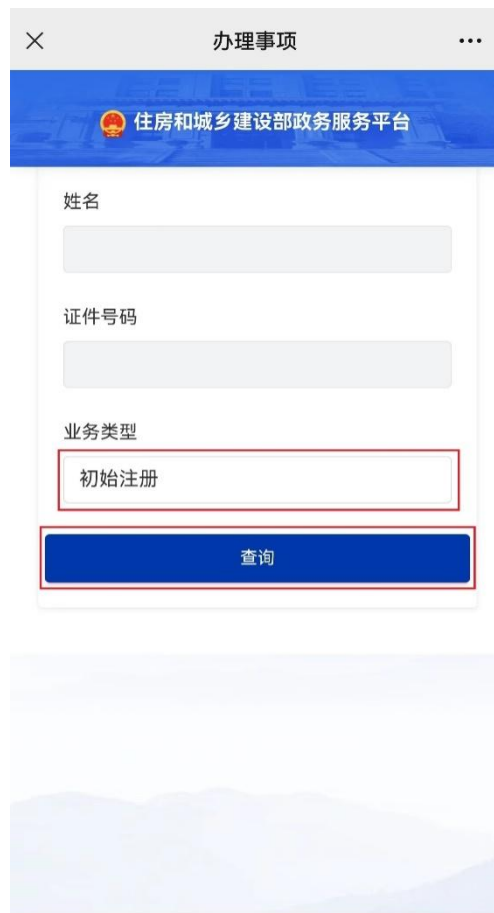 办理事项
住房和城乡建设部政务服务平台
姓名
证件号码
业务类型
初始注册
查询